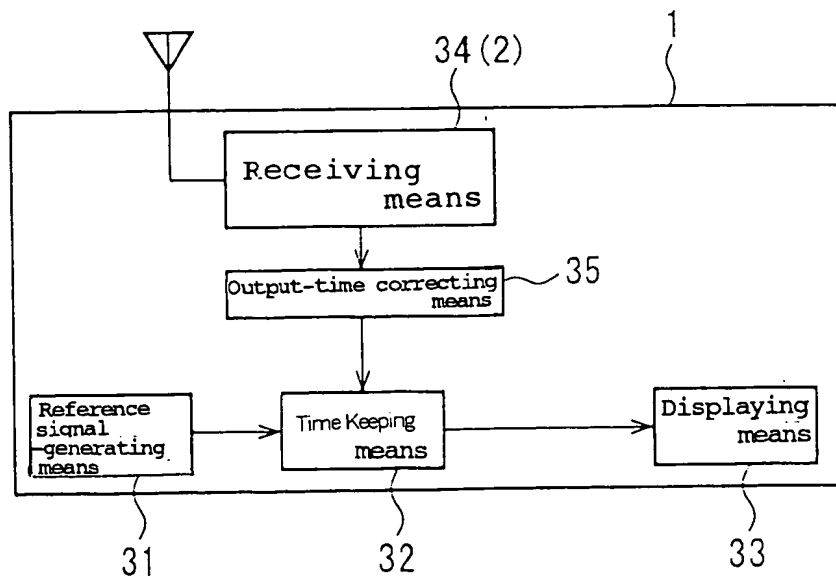 1
34(2)
Receiving
means
35
Output-time correcting
means
Reference
signal
-generating
means
Time Keeping
means
Displaying
means
31
32
33